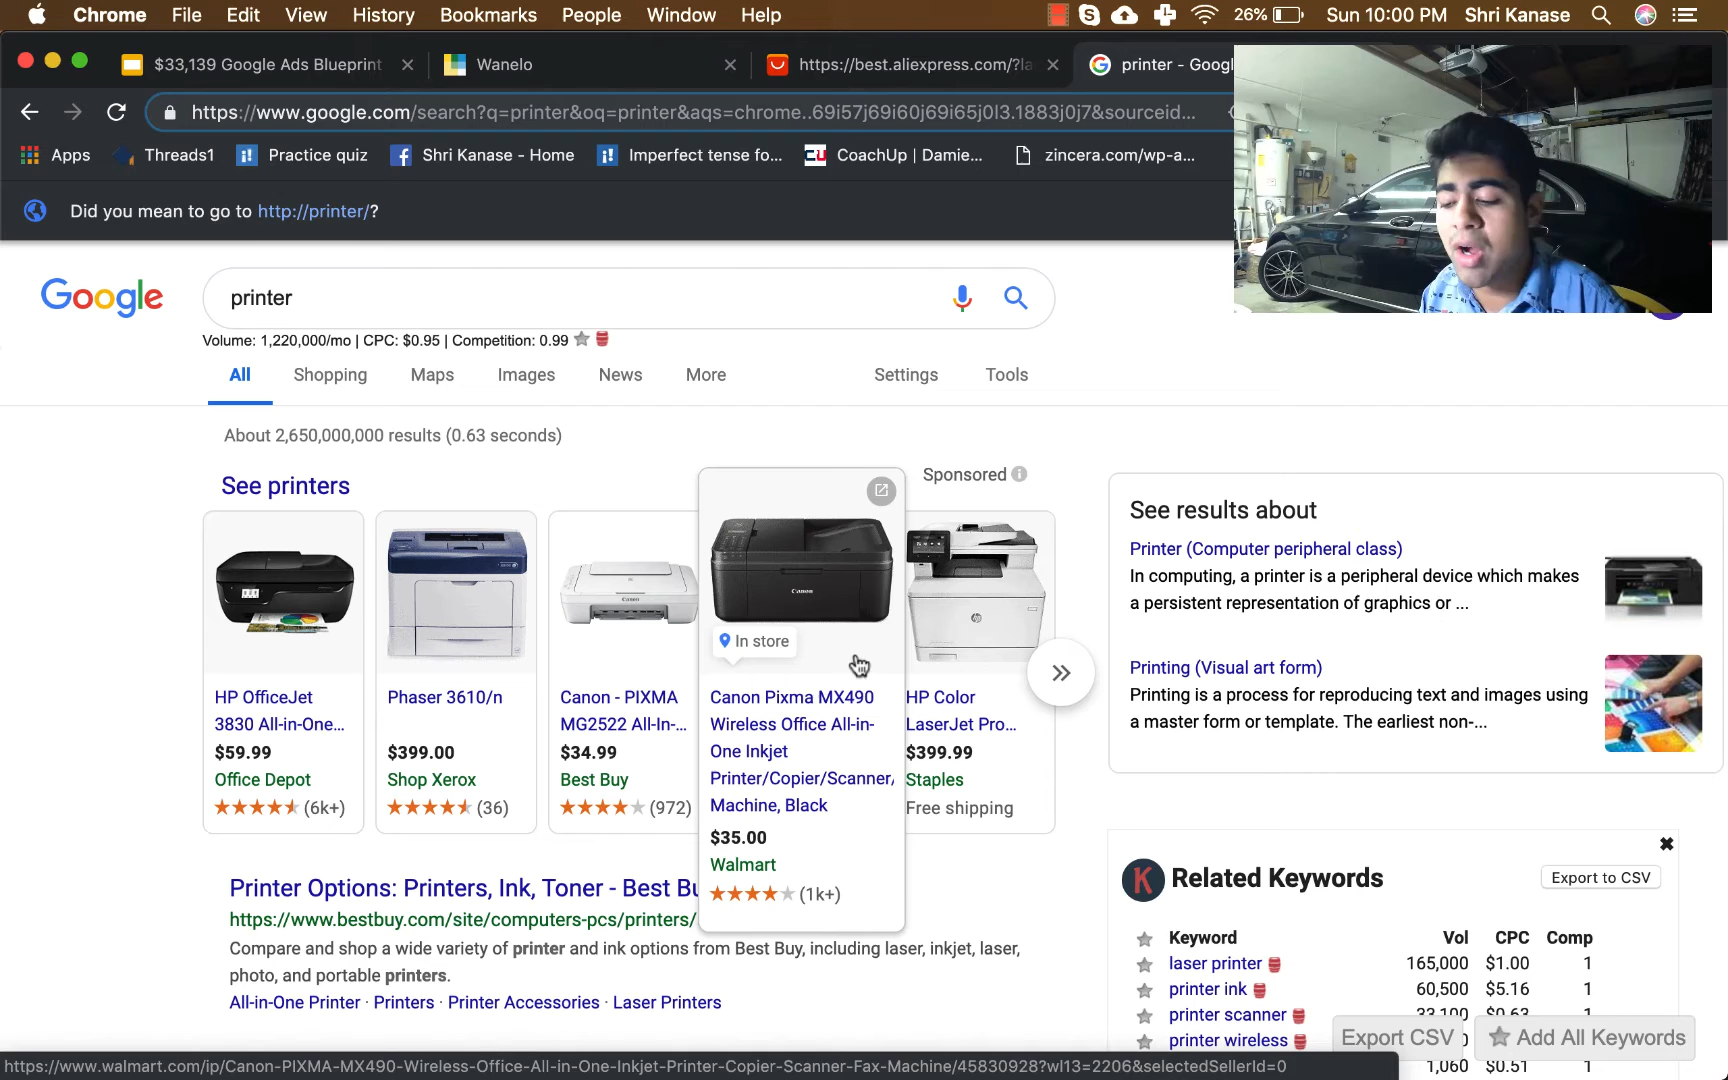 Chrome File Edit View History Bookmarks People Window Help 26% Sun 10:00 PM Shri Kanase
$33,139 Google Ads Blueprint
Wanelo
https://best.aliexpress.com/?la
printer - Googl
https://www.google.com/search?q=printer&oq=printer&aqs=chrome..69i57j69i60j69i65j0l3.1883j0j7&sourceid...
Apps Threads1 Practice quiz Shri Kanase - Home Imperfect tense fo... CoachUp | Damie... zincera.com/wp-a...
Did you mean to go to http://printer/?
Google
printer
Volume: 1,220,000/mo | CPC: $0.95 | Competition: 0.99
All Shopping Maps Images News More Settings Tools
About 2,650,000,000 results (0.63 seconds)
See printers
Sponsored
HP OfficeJet
3830 All-in-One...
$59.99
Office Depot
(6k+)
Phaser 3610/n
$399.00
Shop Xerox
(36)
Canon
Canon - PIXMA
MG2522 All-In-...
$34.99
Best Buy
(972)
Canon
In store
Canon Pixma MX490
Wireless Office All-in-
One Inkjet
Printer/Copier/Scanner/
Machine, Black
$35.00
Walmart
(1k+)
hp
HP Color
LaserJet Pro...
$399.99
Staples
Free shipping
Printer Options: Printers, Ink, Toner - Best Bu
https://www.bestbuy.com/site/computers-pcs/printers/
Compare and shop a wide variety of printer and ink options from Best Buy, including laser, inkjet, laser,
photo, and portable printers.
All-in-One Printer · Printers · Printer Accessories · Laser Printers
See results about
Printer (Computer peripheral class)
In computing, a printer is a peripheral device which makes
a persistent representation of graphics or ...
Printing (Visual art form)
Printing is a process for reproducing text and images using
a master form or template. The earliest non-...
K Related Keywords Export to CSV
Keyword Vol CPC Comp
laser printer 165,000 $1.00 1
printer ink 60,500 $5.16 1
printer scanner 33,100 $0.63 1
printer wireless
1,060 $0.51 1
Export CSV Add All Keywords
https://www.walmart.com/ip/Canon-PIXMA-MX490-Wireless-Office-All-in-One-Inkjet-Printer-Copier-Scanner-Fax-Machine/45830928?wl13=2206&selectedSellerId=0